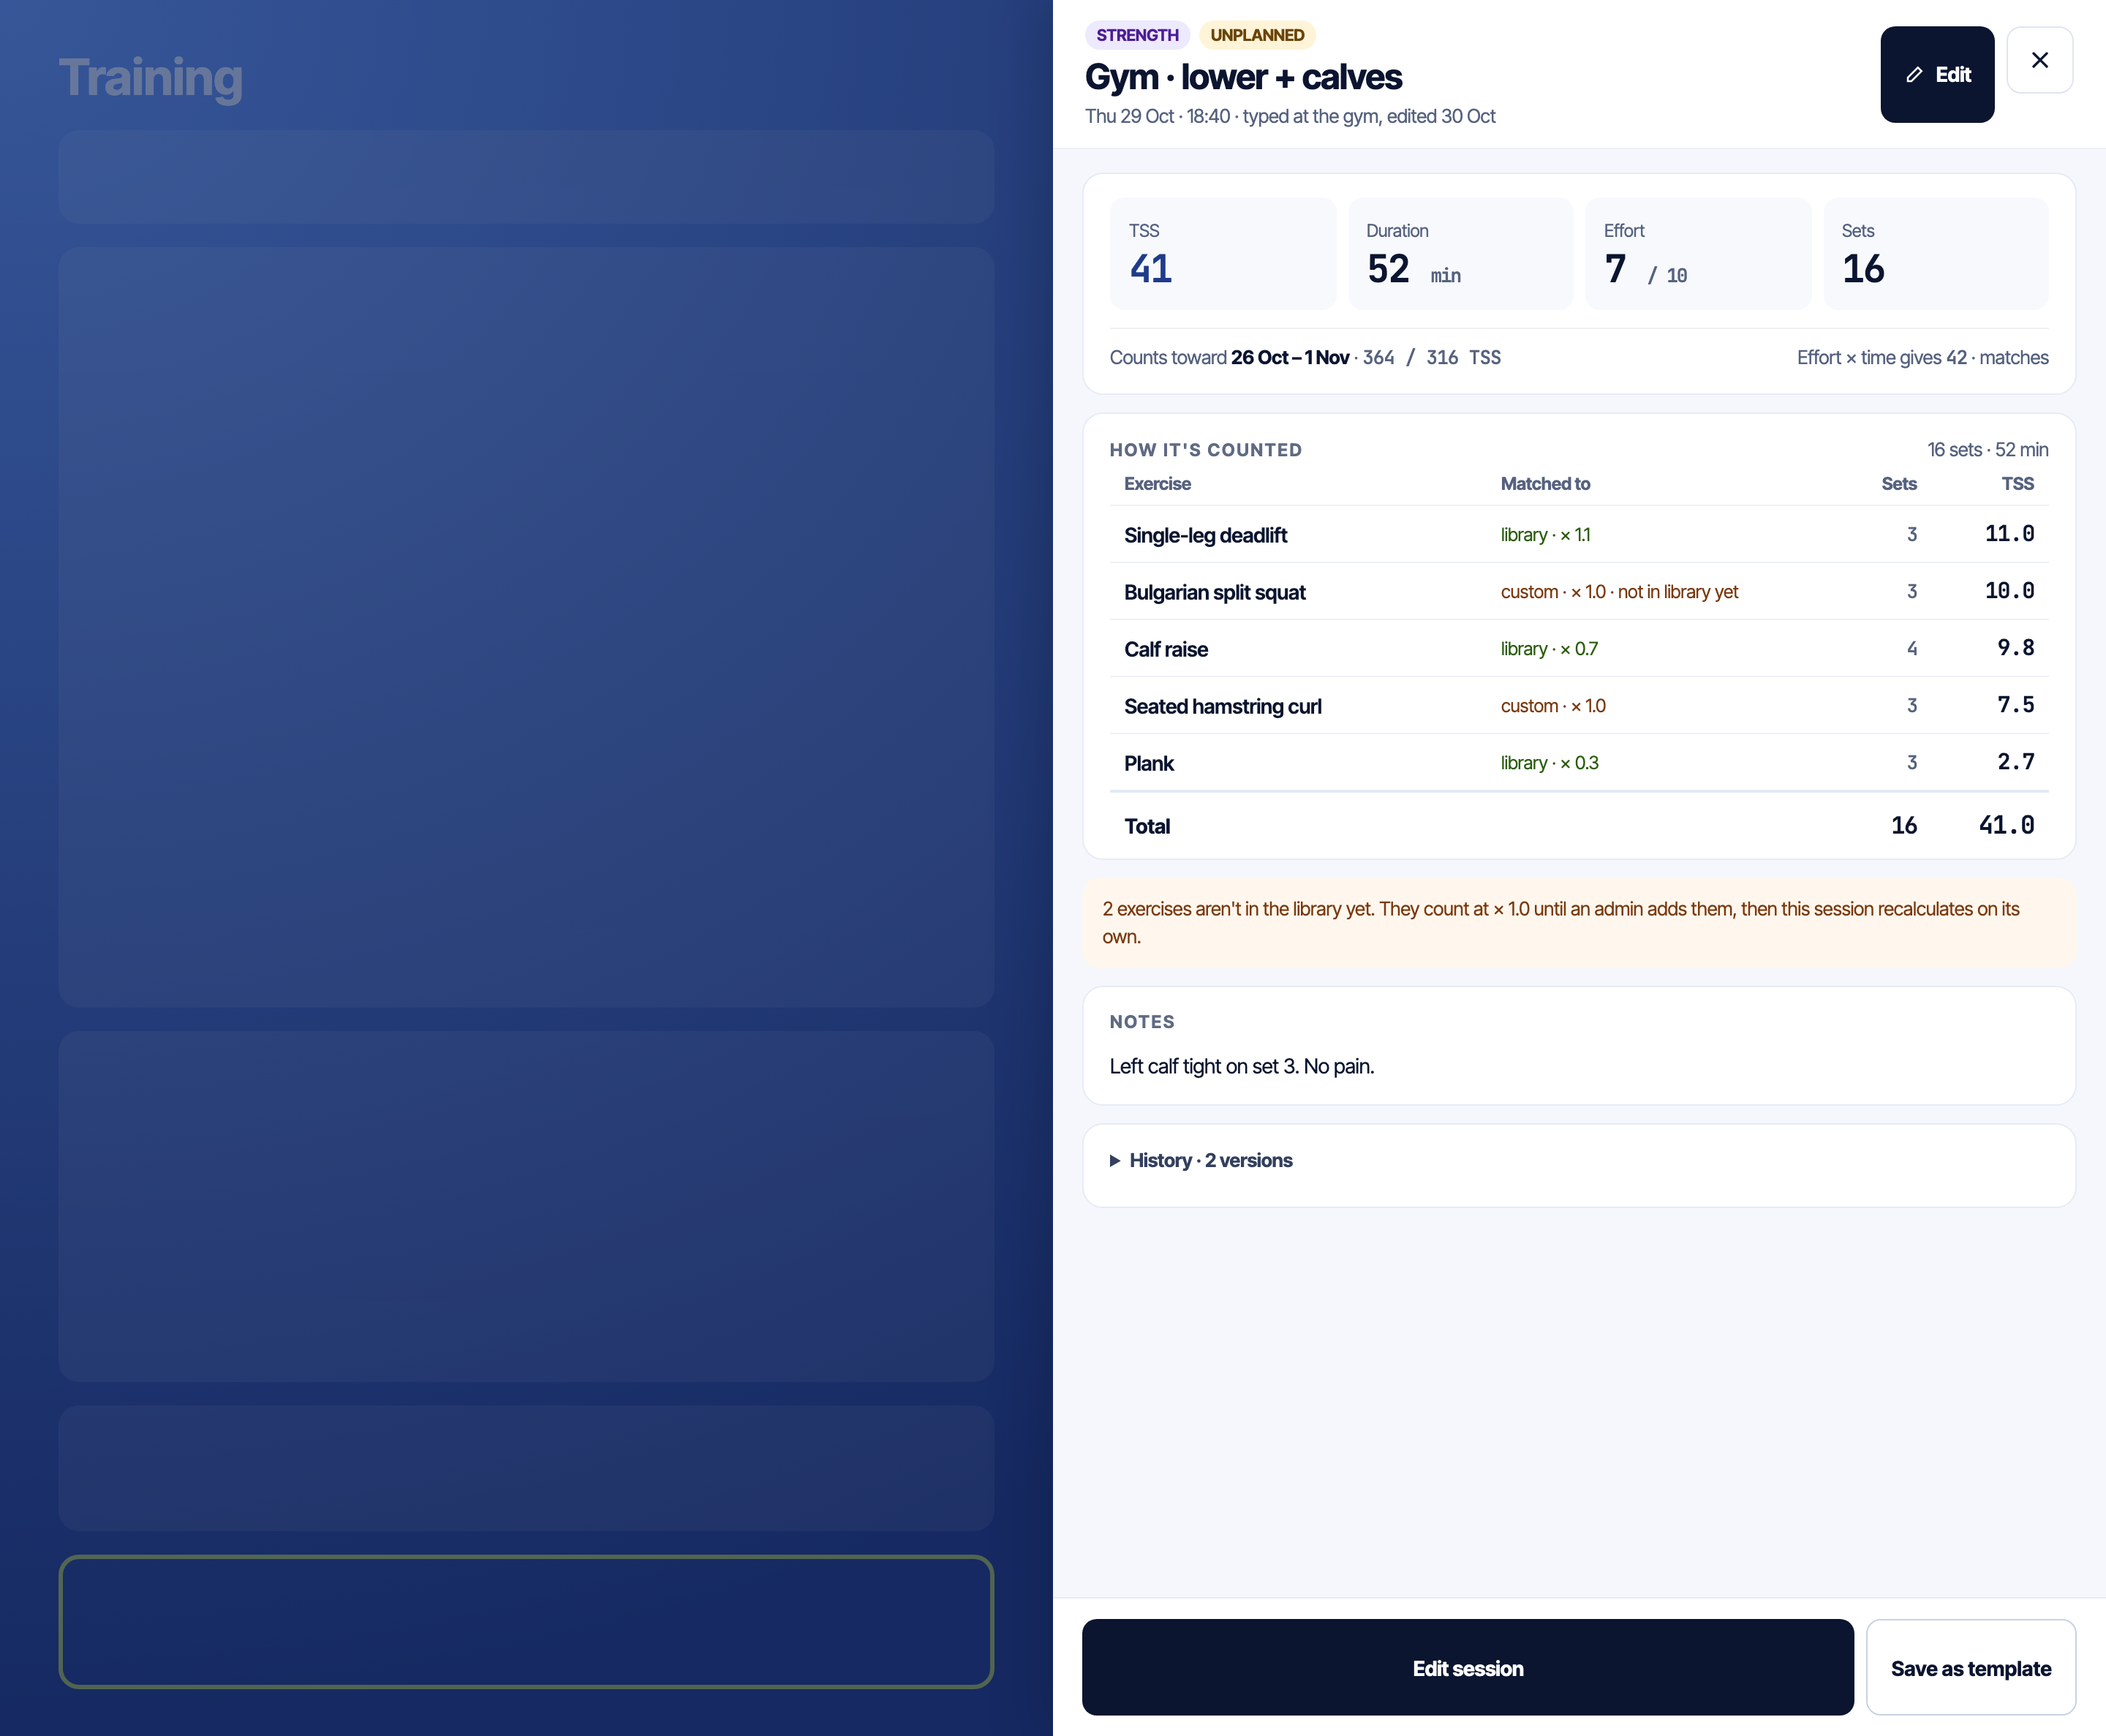 Training
STRENGTH UNPLANNED
Gym · lower + calves
Thu 29 Oct · 18:40 · typed at the gym, edited 30 Oct
Edit
TSS
41
Duration
52 min
Effort
7 / 10
Sets
16
Counts toward 26 Oct – 1 Nov · 364 / 316 TSS
Effort × time gives 42 · matches
HOW IT'S COUNTED
16 sets · 52 min
Exercise Matched to Sets TSS
Single-leg deadlift library · × 1.1 3 11.0
Bulgarian split squat custom · × 1.0 · not in library yet 3 10.0
Calf raise library · × 0.7 4 9.8
Seated hamstring curl custom · × 1.0 3 7.5
Plank library · × 0.3 3 2.7
Total 16 41.0
2 exercises aren't in the library yet. They count at × 1.0 until an admin adds them, then this session recalculates on its
own.
NOTES
Left calf tight on set 3. No pain.
History · 2 versions
Edit session
Save as template